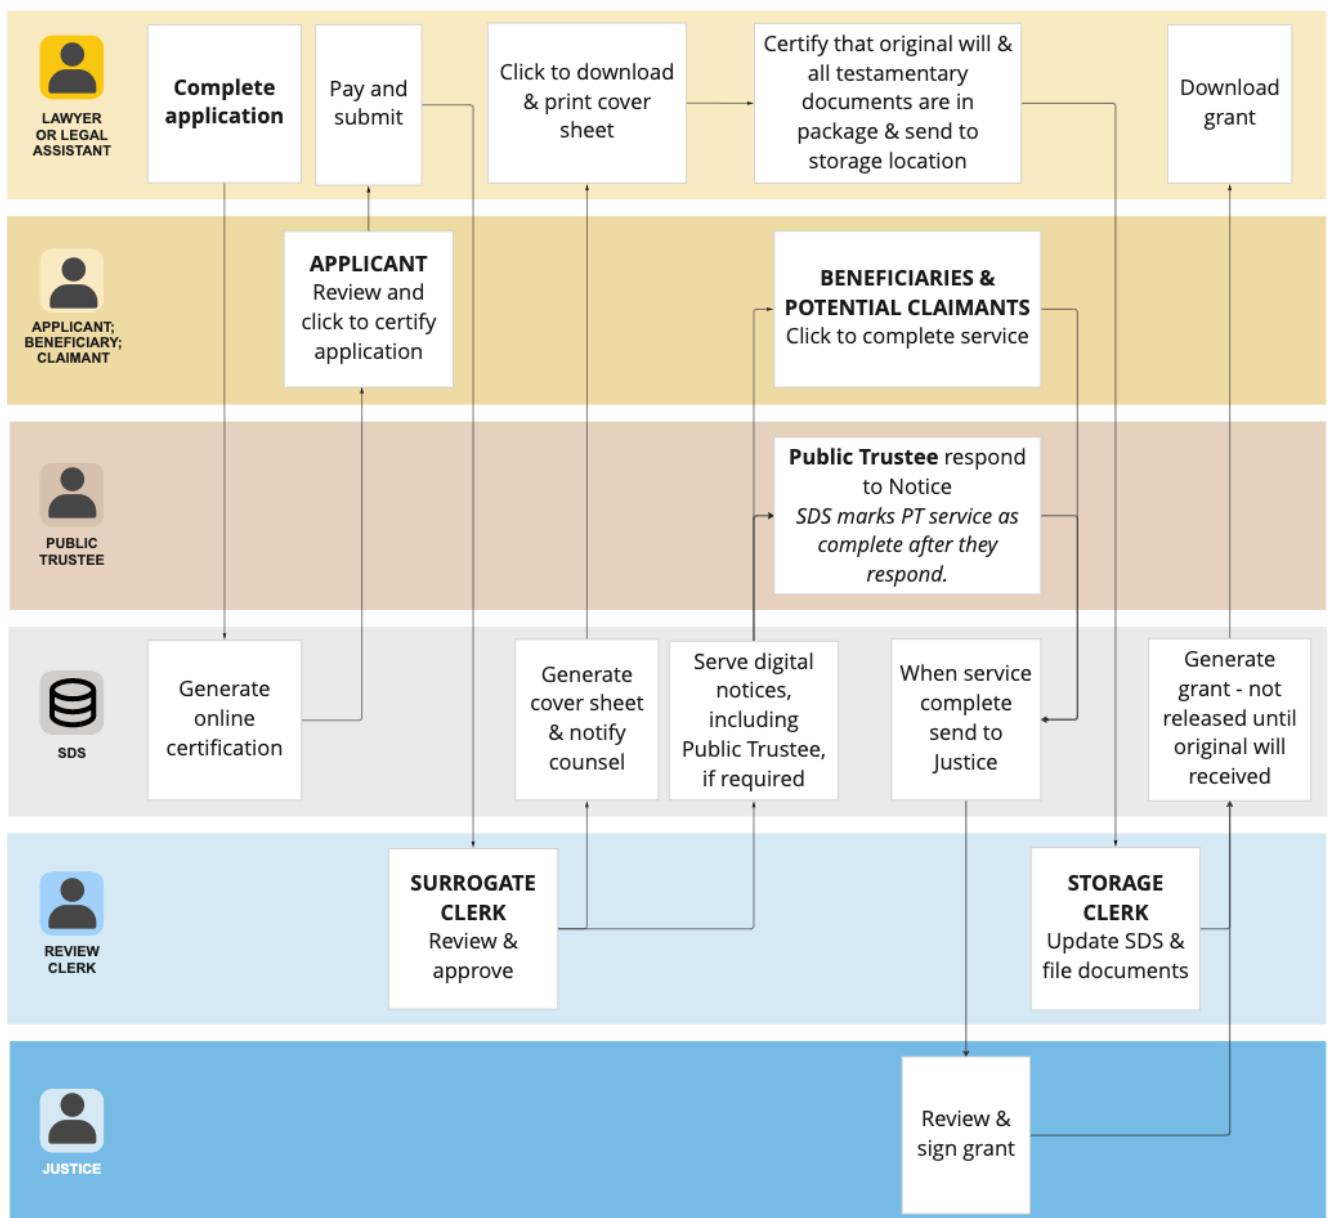 LAWYER
OR LEGAL
ASSISTANT
Complete
application
Pay and
submit
Click to download
& print cover
sheet
Certify that original will &
all testamentary
documents are in
package & send to
storage location
Download
grant
APPLICANT;
BENEFICIARY;
CLAIMANT
APPLICANT
Review and
click to certify
application
BENEFICIARIES &
POTENTIAL CLAIMANTS
Click to complete service
PUBLIC
TRUSTEE
Public Trustee respond
to Notice
SDS marks PT service as
complete after they
respond.
SDS
Generate
online
certification
Generate
cover sheet
& notify
counsel
Serve digital
notices,
including
Public Trustee,
if required
When service
complete
send to
Justice
Generate
grant - not
released until
original will
received
REVIEW
CLERK
SURROGATE
CLERK
Review &
approve
STORAGE
CLERK
Update SDS &
file documents
JUSTICE
Review &
sign grant